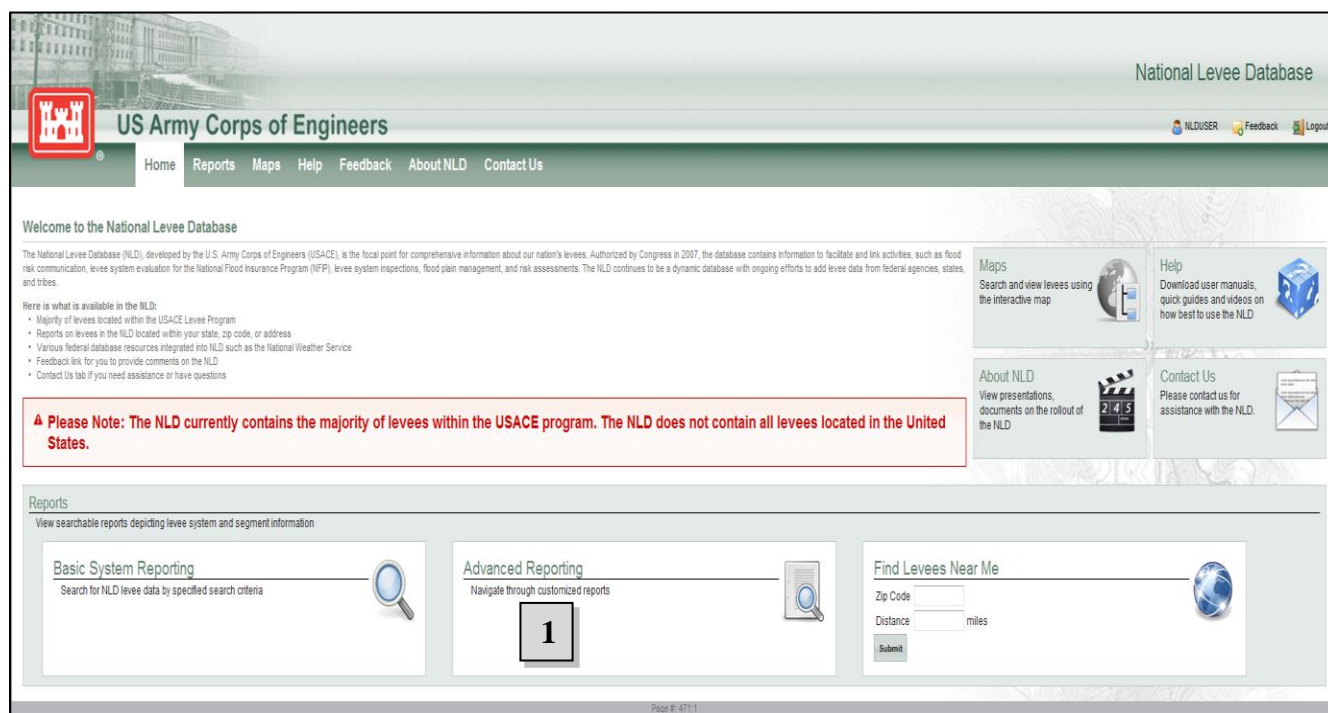 National Levee Database
US Army Corps of Engineers
®
NLDUSER Feedback Logout
Home Reports Maps Help Feedback About NLD Contact Us
Welcome to the National Levee Database
The National Levee Database (NLD), developed by the U.S. Army Corps of Engineers (USACE), is the focal point for comprehensive information about our nation's levees. Authorized by Congress in 2007, the database contains information to facilitate and link activities, such as flood
risk communication, levee system evaluation for the National Flood Insurance Program (NFIP), levee system inspections, flood plain management, and risk assessments. The NLD continues to be a dynamic database with ongoing efforts to add levee data from federal agencies, states,
and tribes.
Here is what is available in the NLD:
• Majority of levees located within the USACE Levee Program
• Reports on levees in the NLD located within your state, zip code, or address
• Various federal database resources integrated into NLD such as the National Weather Service
• Feedback link for you to provide comments on the NLD
• Contact Us tab if you need assistance or have questions
Please Note: The NLD currently contains the majority of levees within the USACE program. The NLD does not contain all levees located in the United
States.
Maps
Search and view levees using
the interactive map
Help
Download user manuals,
quick guides and videos on
how best to use the NLD
About NLD
View presentations,
documents on the rollout of
the NLD
2 4 5
Contact Us
Please contact us for
assistance with the NLD.
Reports
View searchable reports depicting levee system and segment information
Basic System Reporting
Search for NLD levee data by specified search criteria
Advanced Reporting
Navigate through customized reports
1
Find Levees Near Me
Zip Code
Distance miles
Submit
Page #: 471:1